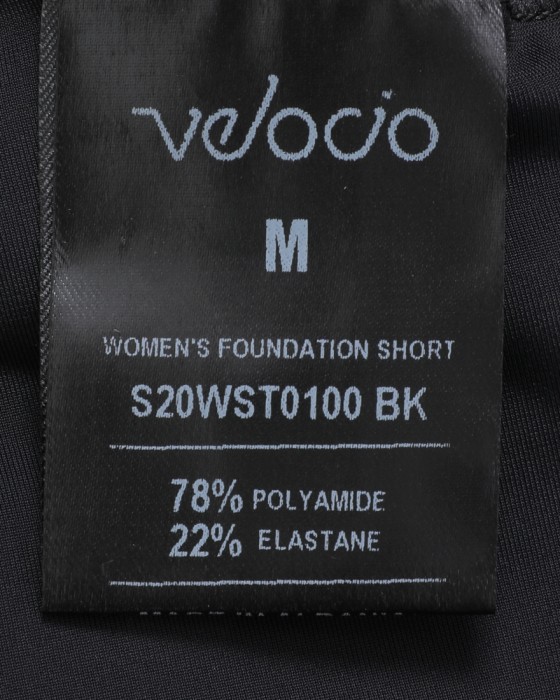 velocio
M
WOMEN'S FOUNDATION SHORT
S20WST0100 BK
78% POLYAMIDE
22% ELASTANE